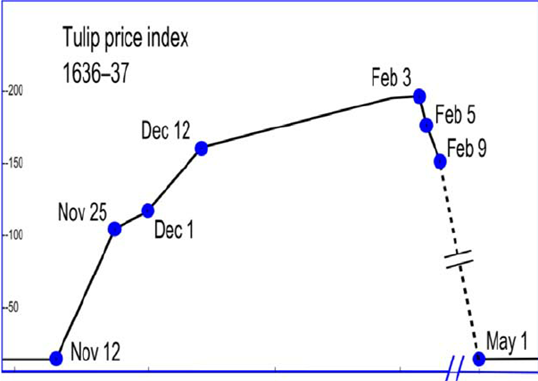 Tulip price index
1636–37
200
150
100
50
Nov 12
Nov 25
Dec 1
Dec 12
Feb 3
Feb 5
Feb 9
May 1